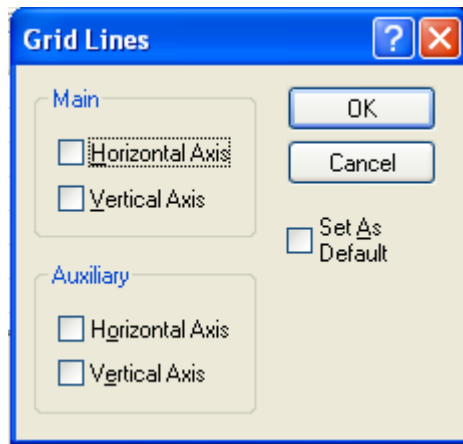 Grid Lines
Main
Horizontal Axis
Vertical Axis
Auxiliary
Horizontal Axis
Vertical Axis
OK
Cancel
Set As
Default